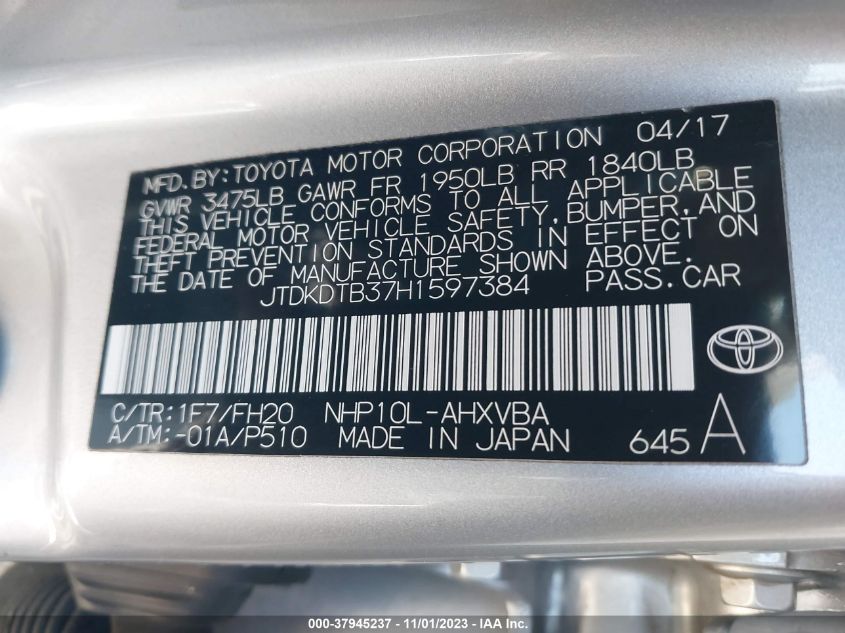 MFD.BY:TOYOTA MOTOR CORPORATION 04/17
GVWR 3475LB GAWR FR 1950LB RR 1840LB
THIS VEHICLE CONFORMS TO ALL APPLICABLE
FEDERAL MOTOR VEHICLE SAFETY,BUMPER,AND
THEFT PREVENTION STANDARDS IN EFFECT ON
THE DATE OF MANUFACTURE SHOWN ABOVE.
JTDKDTB37H1597384 PASS.CAR
C/TR:1F7/FH20 NHP10L-AHXVBA
A/TM:-01A/P510 MADE IN JAPAN 645 A
000-37945237 - 11/01/2023 - IAA Inc.